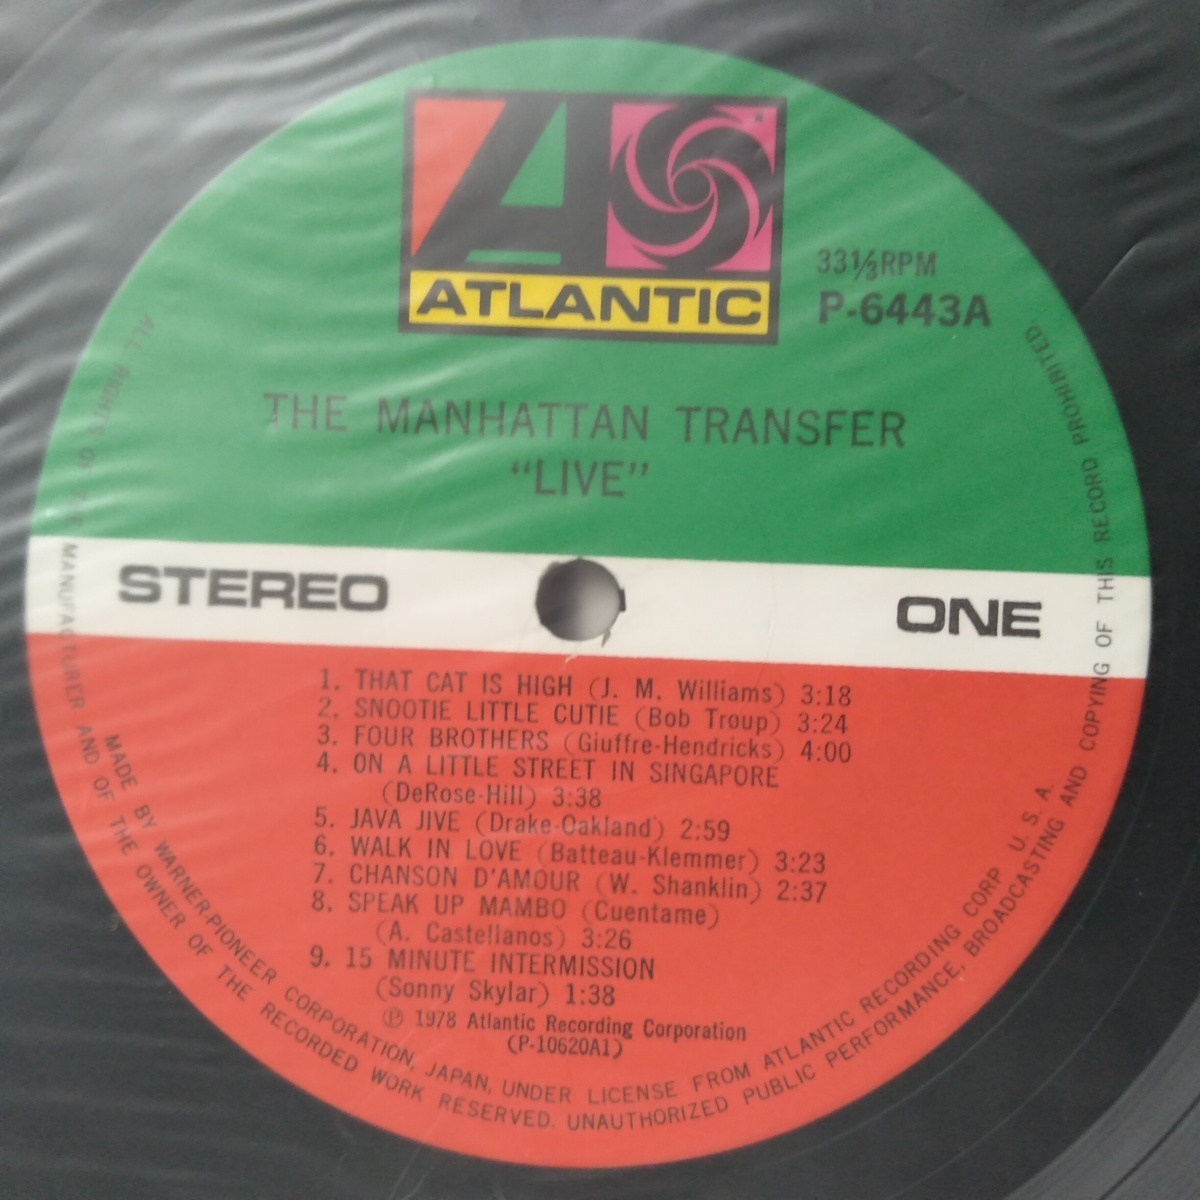 ATLANTIC
33⅓RPM
P-6443A
THE MANHATTAN TRANSFER
"LIVE"
STEREO
ONE
1. THAT CAT IS HIGH (J. M. Williams) 3:18
2. SNOOTIE LITTLE CUTIE (Bob Troup) 3:24
3. FOUR BROTHERS (Giuffre-Hendricks) 4:00
4. ON A LITTLE STREET IN SINGAPORE
(DeRose-Hill) 3:38
5. JAVA JIVE (Drake-Oakland) 2:59
6. WALK IN LOVE (Batteau-Klemmer) 3:23
7. CHANSON D'AMOUR (W. Shanklin) 2:37
8. SPEAK UP MAMBO (Cuentame)
(A. Castellanos) 3:26
9. 15 MINUTE INTERMISSION
(Sonny Skylar) 1:38
Ⓟ 1978 Atlantic Recording Corporation
(P-10620A1)
MADE BY WARNER-PIONEER CORPORATION, JAPAN, UNDER LICENSE FROM ATLANTIC RECORDING CORP. U. S. A.
ALL RIGHTS OF THE MANUFACTURER AND OF THE OWNER OF THE RECORDED WORK RESERVED. UNAUTHORIZED PUBLIC PERFORMANCE, BROADCASTING AND COPYING OF THIS RECORD PROHIBITED.